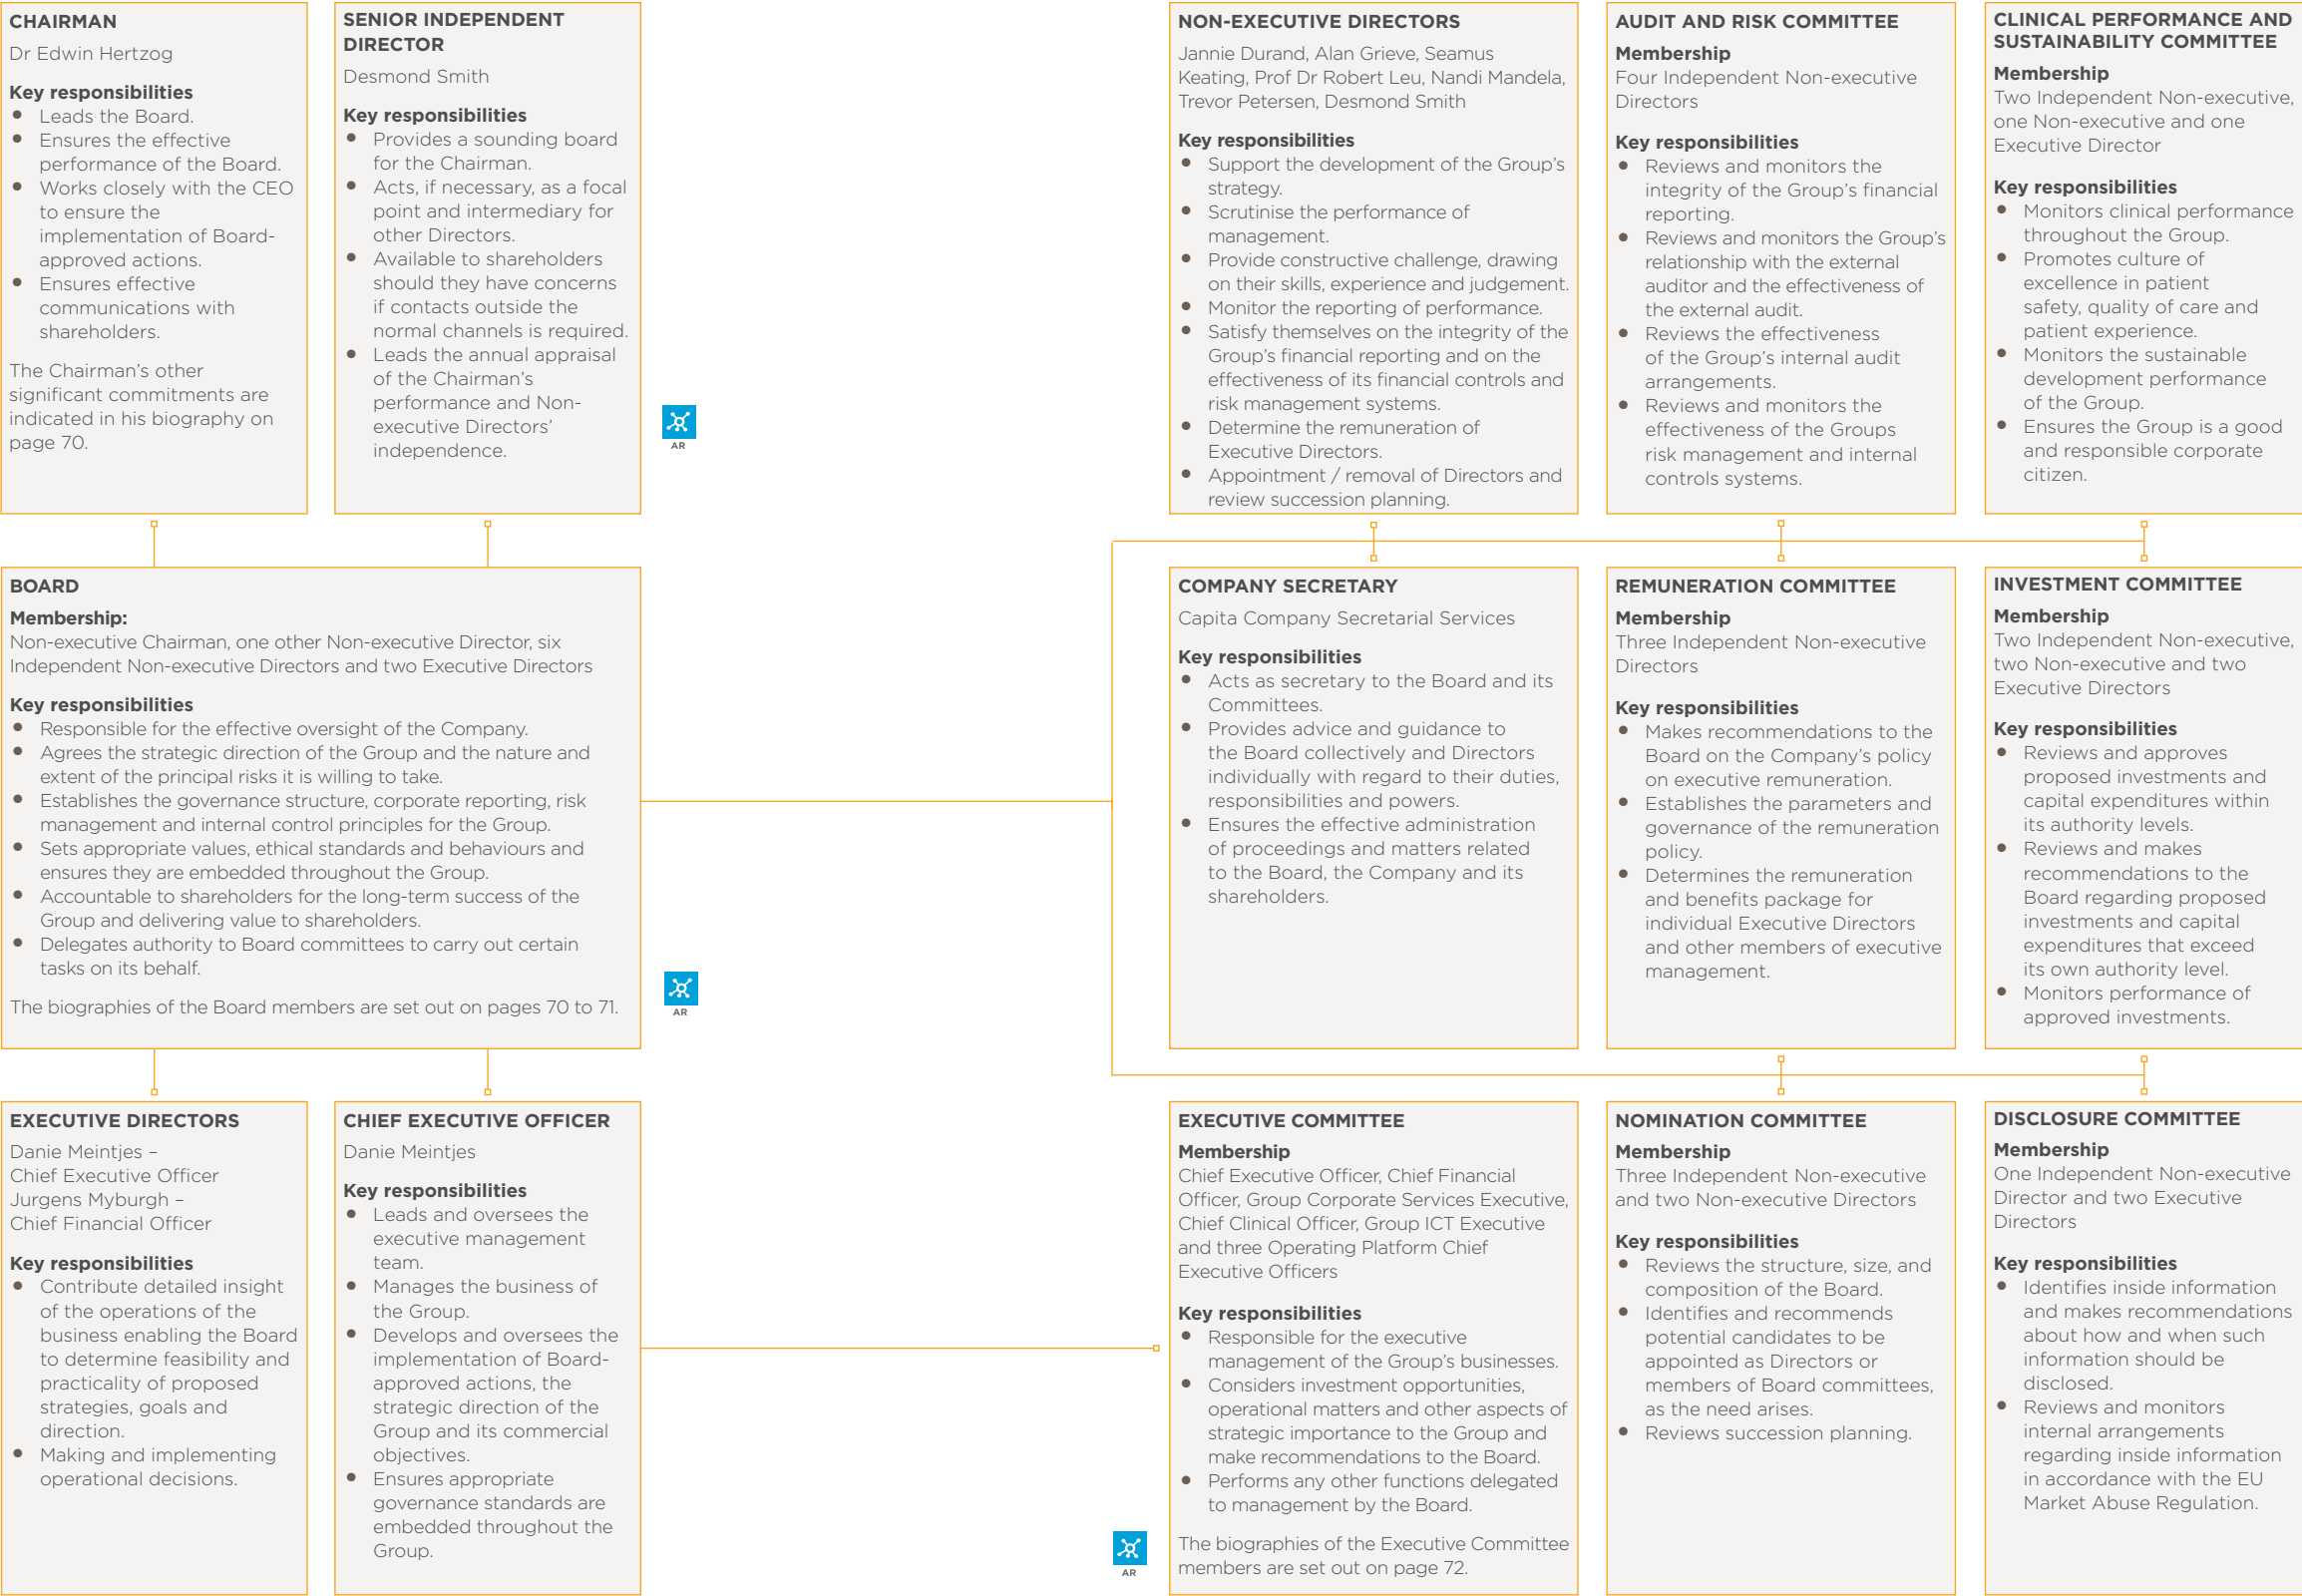 CHAIRMAN
Dr Edwin Hertzog
Key responsibilities
• Leads the Board.
• Ensures the effective
performance of the Board.
• Works closely with the CEO
to ensure the
implementation of Board-
approved actions.
• Ensures effective
communications with
shareholders.
The Chairman's other
significant commitments are
indicated in his biography on
page 70.
SENIOR INDEPENDENT
DIRECTOR
Desmond Smith
Key responsibilities
• Provides a sounding board
for the Chairman.
• Acts, if necessary, as a focal
point and intermediary for
other Directors.
• Available to shareholders
should they have concerns
if contacts outside the
normal channels is required.
• Leads the annual appraisal
of the Chairman's
performance and Non-
executive Directors'
independence.
AR
NON-EXECUTIVE DIRECTORS
Jannie Durand, Alan Grieve, Seamus
Keating, Prof Dr Robert Leu, Nandi Mandela,
Trevor Petersen, Desmond Smith
Key responsibilities
• Support the development of the Group's
strategy.
• Scrutinise the performance of
management.
• Provide constructive challenge, drawing
on their skills, experience and judgement.
• Monitor the reporting of performance.
• Satisfy themselves on the integrity of the
Group's financial reporting and on the
effectiveness of its financial controls and
risk management systems.
• Determine the remuneration of
Executive Directors.
• Appointment / removal of Directors and
review succession planning.
AUDIT AND RISK COMMITTEE
Membership
Four Independent Non-executive
Directors
Key responsibilities
• Reviews and monitors the
integrity of the Group's financial
reporting.
• Reviews and monitors the Group's
relationship with the external
auditor and the effectiveness of
the external audit.
• Reviews the effectiveness
of the Group's internal audit
arrangements.
• Reviews and monitors the
effectiveness of the Groups
risk management and internal
controls systems.
CLINICAL PERFORMANCE AND
SUSTAINABILITY COMMITTEE
Membership
Two Independent Non-executive,
one Non-executive and one
Executive Director
Key responsibilities
• Monitors clinical performance
throughout the Group.
• Promotes culture of
excellence in patient
safety, quality of care and
patient experience.
• Monitors the sustainable
development performance
of the Group.
• Ensures the Group is a good
and responsible corporate
citizen.
BOARD
Membership:
Non-executive Chairman, one other Non-executive Director, six
Independent Non-executive Directors and two Executive Directors
Key responsibilities
• Responsible for the effective oversight of the Company.
• Agrees the strategic direction of the Group and the nature and
extent of the principal risks it is willing to take.
• Establishes the governance structure, corporate reporting, risk
management and internal control principles for the Group.
• Sets appropriate values, ethical standards and behaviours and
ensures they are embedded throughout the Group.
• Accountable to shareholders for the long-term success of the
Group and delivering value to shareholders.
• Delegates authority to Board committees to carry out certain
tasks on its behalf.
The biographies of the Board members are set out on pages 70 to 71.
AR
COMPANY SECRETARY
Capita Company Secretarial Services
Key responsibilities
• Acts as secretary to the Board and its
Committees.
• Provides advice and guidance to
the Board collectively and Directors
individually with regard to their duties,
responsibilities and powers.
• Ensures the effective administration
of proceedings and matters related
to the Board, the Company and its
shareholders.
REMUNERATION COMMITTEE
Membership
Three Independent Non-executive
Directors
Key responsibilities
• Makes recommendations to the
Board on the Company's policy
on executive remuneration.
• Establishes the parameters and
governance of the remuneration
policy.
• Determines the remuneration
and benefits package for
individual Executive Directors
and other members of executive
management.
INVESTMENT COMMITTEE
Membership
Two Independent Non-executive,
two Non-executive and two
Executive Directors
Key responsibilities
• Reviews and approves
proposed investments and
capital expenditures within
its authority levels.
• Reviews and makes
recommendations to the
Board regarding proposed
investments and capital
expenditures that exceed
its own authority level.
• Monitors performance of
approved investments.
EXECUTIVE DIRECTORS
Danie Meintjes –
Chief Executive Officer
Jurgens Myburgh –
Chief Financial Officer
Key responsibilities
• Contribute detailed insight
of the operations of the
business enabling the Board
to determine feasibility and
practicality of proposed
strategies, goals and
direction.
• Making and implementing
operational decisions.
CHIEF EXECUTIVE OFFICER
Danie Meintjes
Key responsibilities
• Leads and oversees the
executive management
team.
• Manages the business of
the Group.
• Develops and oversees the
implementation of Board-
approved actions, the
strategic direction of the
Group and its commercial
objectives.
• Ensures appropriate
governance standards are
embedded throughout the
Group.
AR
EXECUTIVE COMMITTEE
Membership
Chief Executive Officer, Chief Financial
Officer, Group Corporate Services Executive,
Chief Clinical Officer, Group ICT Executive
and three Operating Platform Chief
Executive Officers
Key responsibilities
• Responsible for the executive
management of the Group's businesses.
• Considers investment opportunities,
operational matters and other aspects of
strategic importance to the Group and
make recommendations to the Board.
• Performs any other functions delegated
to management by the Board.
The biographies of the Executive Committee
members are set out on page 72.
NOMINATION COMMITTEE
Membership
Three Independent Non-executive
and two Non-executive Directors
Key responsibilities
• Reviews the structure, size, and
composition of the Board.
• Identifies and recommends
potential candidates to be
appointed as Directors or
members of Board committees,
as the need arises.
• Reviews succession planning.
DISCLOSURE COMMITTEE
Membership
One Independent Non-executive
Director and two Executive
Directors
Key responsibilities
• Identifies inside information
and makes recommendations
about how and when such
information should be
disclosed.
• Reviews and monitors
internal arrangements
regarding inside information
in accordance with the EU
Market Abuse Regulation.